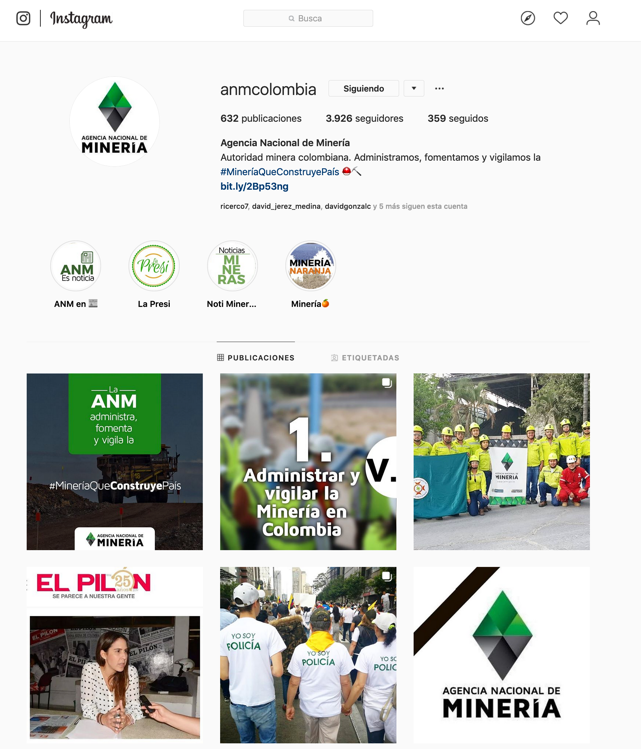 Instagram
Busca
anmcolombia
Siguiendo
632 publicaciones 3.926 seguidores 359 seguidos
Agencia Nacional de Minería
Autoridad minera colombiana. Administramos, fomentamos y vigilamos la
#MineríaQueConstruyePaís
bit.ly/2Bp53ng
ricerco7, david_jerez_medina, davidgonzalc y 5 más siguen esta cuenta
AGENCIA NACIONAL DE
MINERÍA
ANM
Es noticia
La
Presi
Noticias
MI
NE
RAS
MINERÍA
NARANJA
ANM en
La Presi
Noti Miner...
Minería
PUBLICACIONES
ETIQUETADAS
La
ANM
administra,
fomenta
y vigila la
#MineríaQueConstruyePaís
AGENCIA NACIONAL DE
MINERÍA
1.
Administrar y
vigilar la
Minería en
Colombia
V.
MINERÍA
EL PILÓN
25
SE PARECE A NUESTRA GENTE
EL PILÓN
YO SOY
POLICÍA
YO SOY
POLICÍA
YO SOY
POLIC
AGENCIA NACIONAL DE
MINERÍA